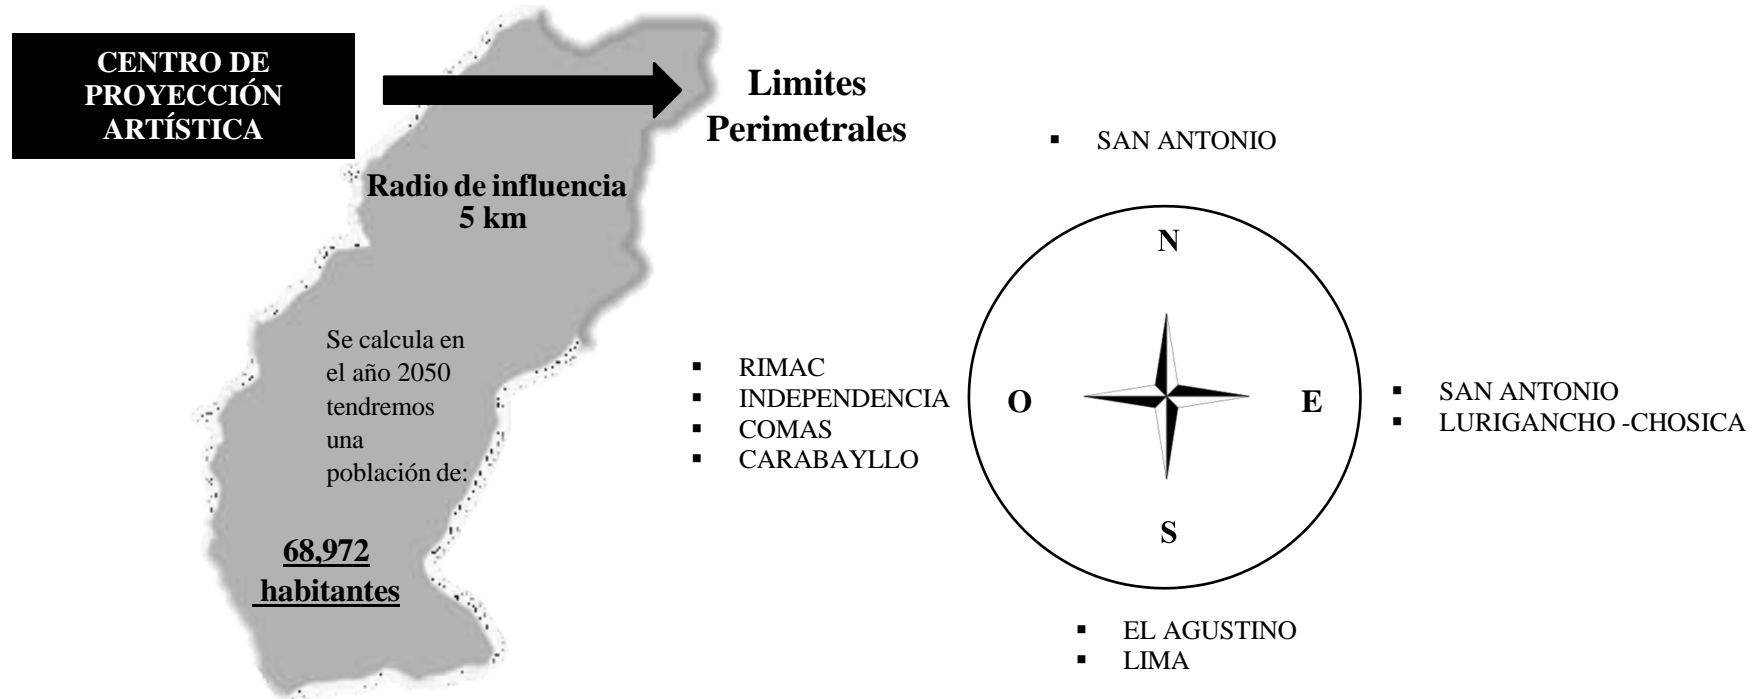 CENTRO DE
PROYECCIÓN
ARTÍSTICA
Limites
Perimetrales
Radio de influencia
5 km
Se calcula en
el año 2050
tendremos
una
población de:
68,972
habitantes
▪ SAN ANTONIO
N
▪ RIMAC
▪ INDEPENDENCIA
▪ COMAS
▪ CARABAYLLO
O
E
▪ SAN ANTONIO
▪ LURIGANCHO -CHOSICA
S
▪ EL AGUSTINO
▪ LIMA